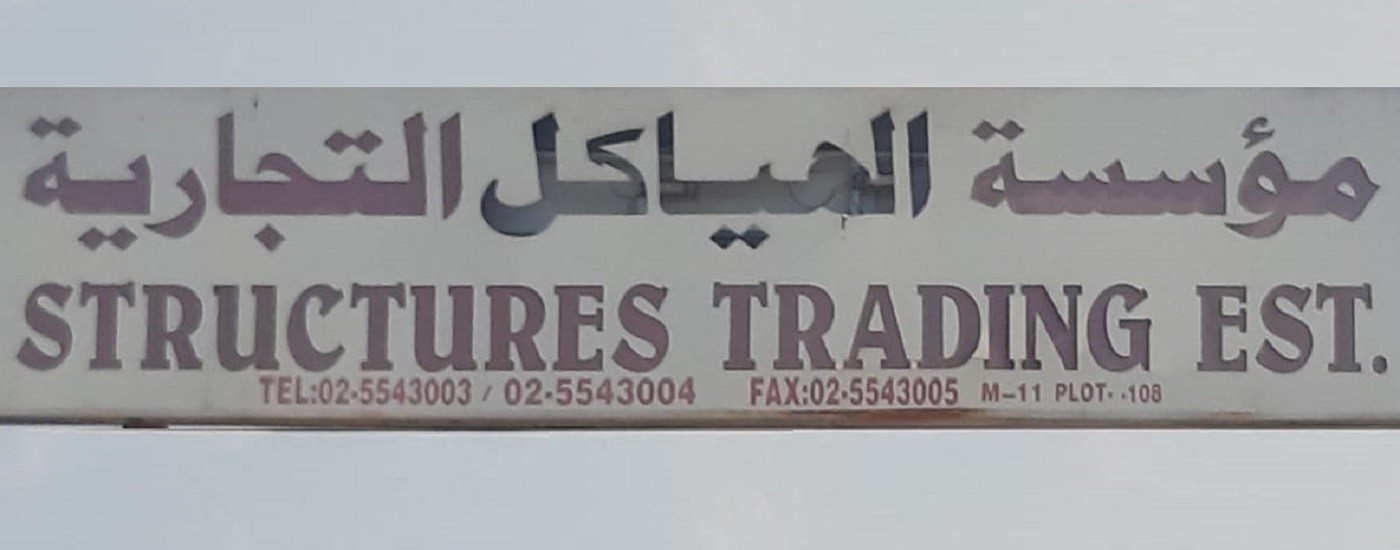 مؤسسة الهياكل التجارية
STRUCTURES TRADING EST.
TEL:02-5543003 / 02-5543004 FAX:02-5543005 M-11 PLOT- -108